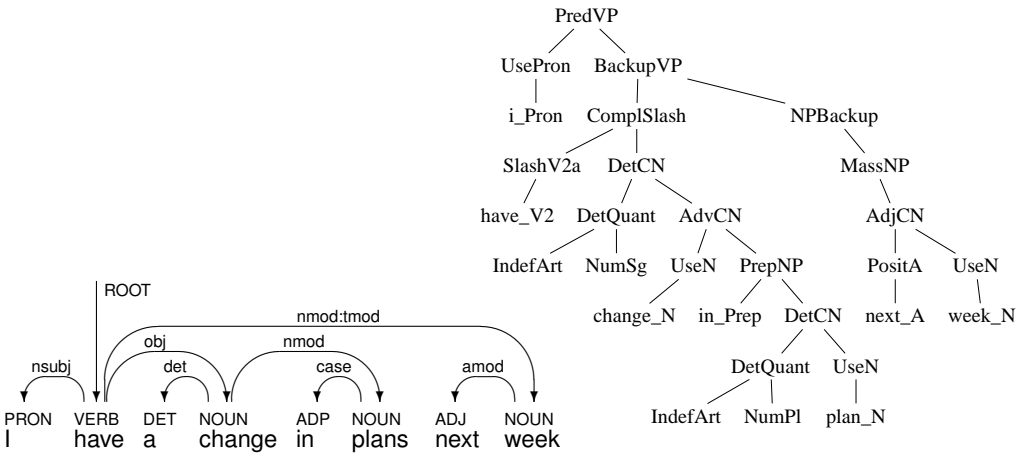 PredVP
UsePron BackupVP
i_Pron ComplSlash NPBackup
SlashV2a DetCN MassNP
have_V2 DetQuant AdvCN AdjCN
IndefArt NumSg UseN PrepNP PositA UseN
change_N in_Prep DetCN next_A week_N
DetQuant UseN
IndefArt NumPl plan_N
ROOT
nmod:tmod
obj nmod
nsubj det case amod
PRON VERB DET NOUN ADP NOUN ADJ NOUN
I have a change in plans next week